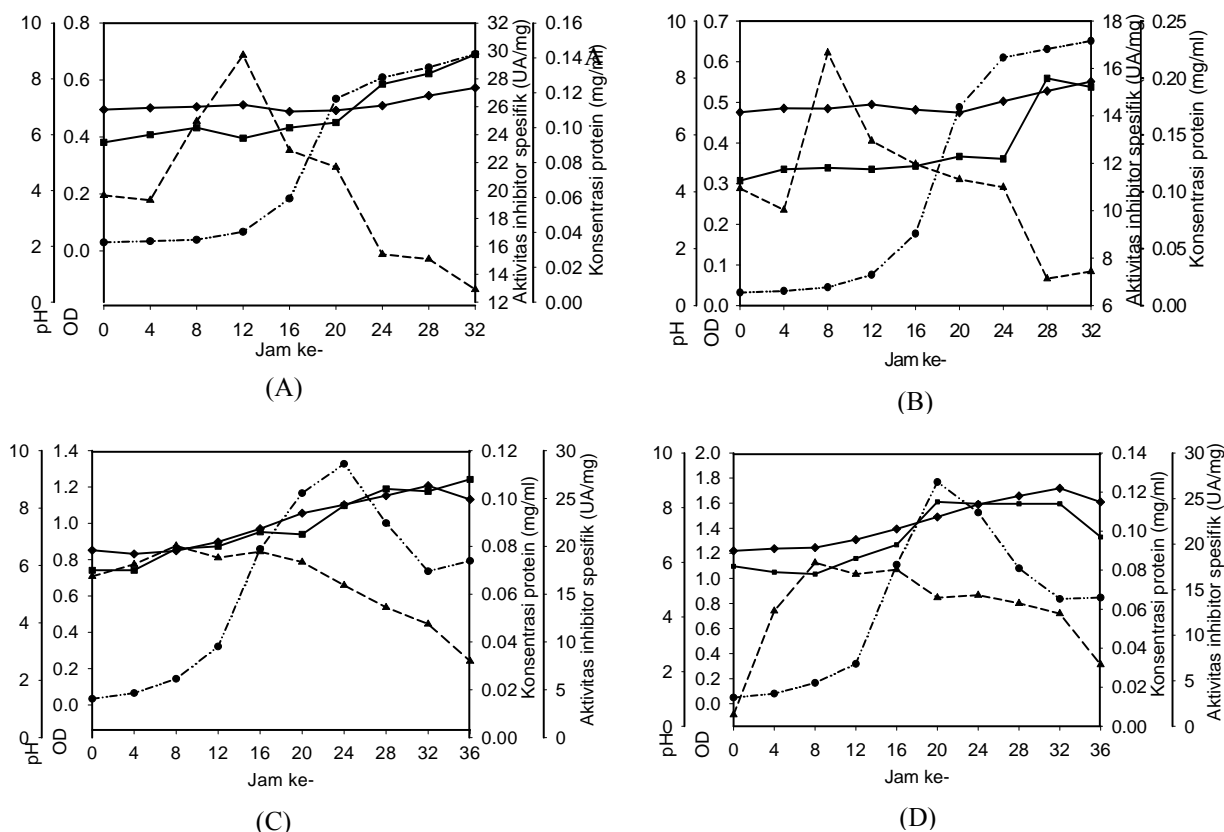 10 0.8 32 0.16
30 0.14 A
8 0.6 28 0.12
26 0.10
6 0.4 24 0.08
22
4 0.2 20 0.06
18 0.04
2 0.0 16 0.02
14
0 12 0.00
0 4 8 12 16 20 24 28 32
pH OD
Aktivitas inhibitor spesifik (UA/mg)
Konsentrasi protein (mg/ml)
Jam ke-
(A)
10 0.7 18 0.25
0.6 16 0.20
8 0.5 14 0.15
6 0.4 12
4 0.3 10 0.10
0.2 8 0.05
2 0.1
0 0.0 6 0.00
0 4 8 12 16 20 24 28 32
pH OD
Aktivitas inhibitor spesifik (UA/mg)
Konsentrasi protein (mg/ml)
Jam ke-
(B)
10 1.4 0.12 30
1.2 0.10 25
8 1.0 0.08 20
6 0.8 0.06 15
4 0.6 0.04 10
0.4 0.02 5
2 0.2 0.00 0
0 0.0
0 4 8 12 16 20 24 28 32 36
pH OD
Konsentrasi protein (mg/ml)
Aktivitas inhibitor spesifik (UA/mg)
Jam ke-
(C)
10 2.0 0.14 30
1.8 0.12 25
8 1.6 0.10 20
1.4 0.08
6 1.2 0.06 15
1.0 0.04 10
4 0.8 0.02 5
0.6 0.00 0
2 0.4
0.2
0 0.0
0 4 8 12 16 20 24 28 32 36
pH OD
Konsentrasi protein (mg/ml)
Aktivitas inhibitor spesifik (UA/mg)
Jam ke-
(D)